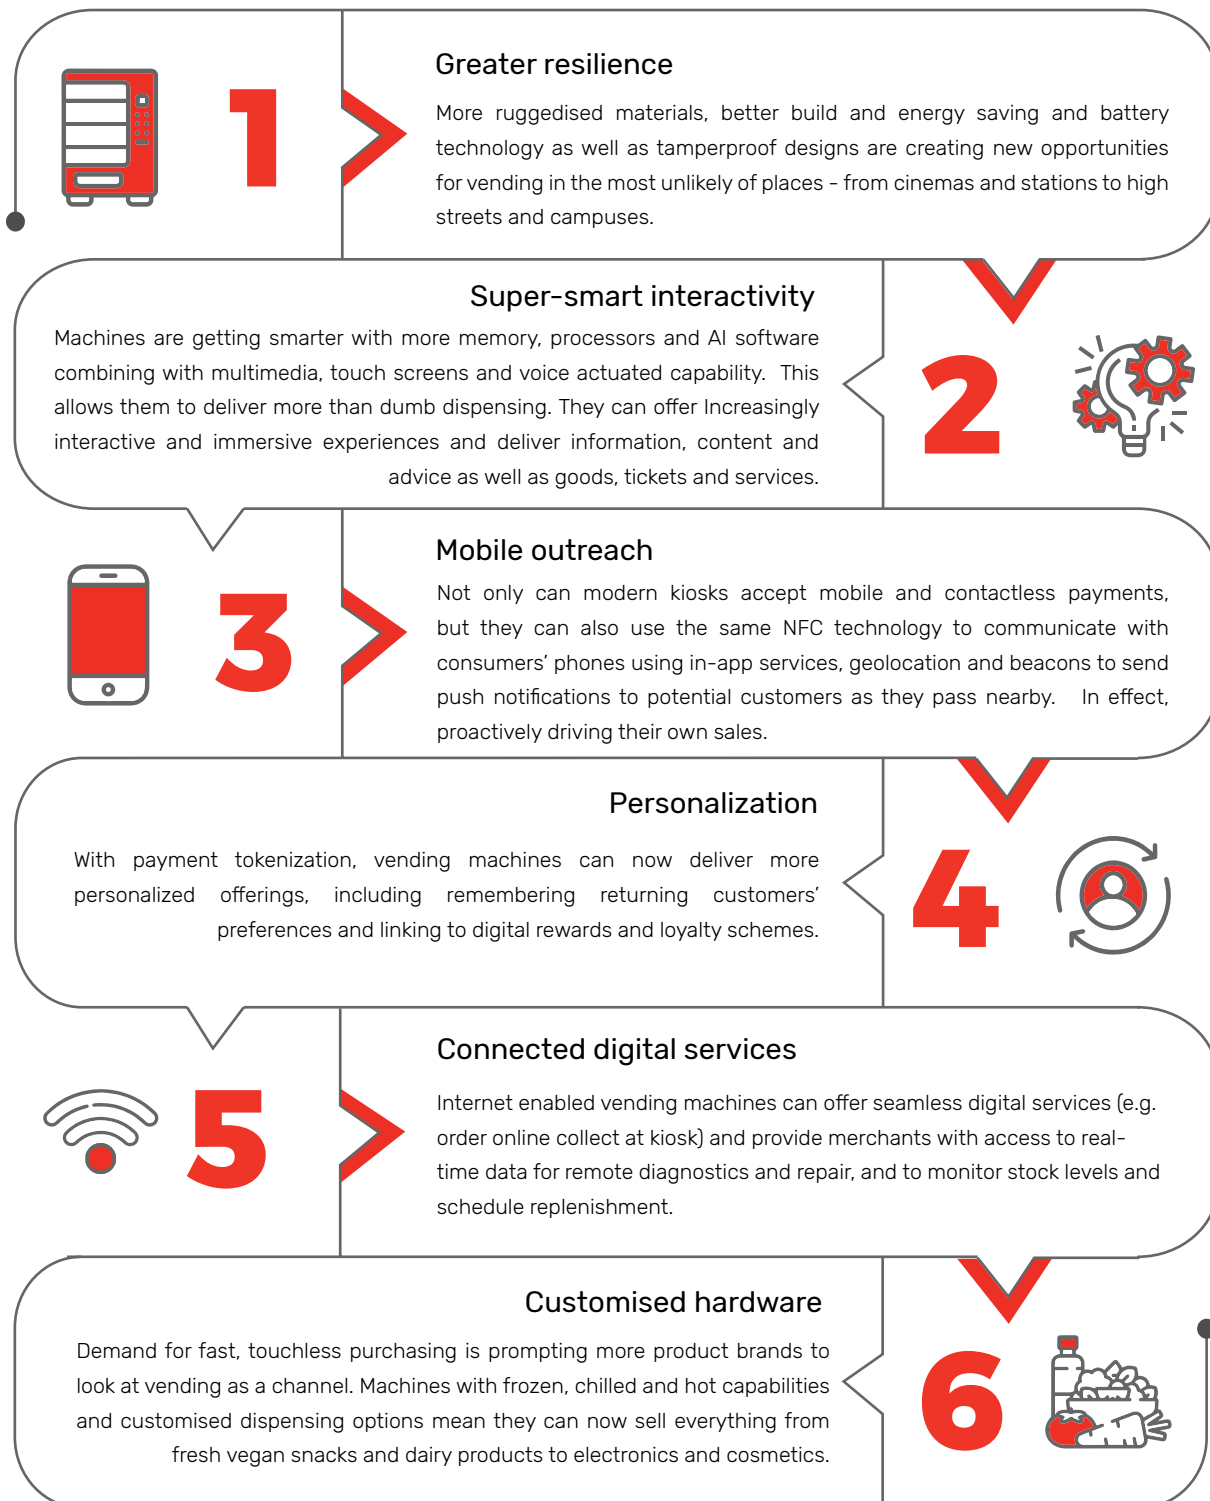 1
Greater resilience
More ruggedised materials, better build and energy saving and battery
technology as well as tamperproof designs are creating new opportunities
for vending in the most unlikely of places - from cinemas and stations to high
streets and campuses.
Super-smart interactivity
Machines are getting smarter with more memory, processors and AI software
combining with multimedia, touch screens and voice actuated capability. This
allows them to deliver more than dumb dispensing. They can offer Increasingly
interactive and immersive experiences and deliver information, content and
advice as well as goods, tickets and services.
2
3
Mobile outreach
Not only can modern kiosks accept mobile and contactless payments,
but they can also use the same NFC technology to communicate with
consumers' phones using in-app services, geolocation and beacons to send
push notifications to potential customers as they pass nearby. In effect,
proactively driving their own sales.
Personalization
With payment tokenization, vending machines can now deliver more
personalized offerings, including remembering returning customers'
preferences and linking to digital rewards and loyalty schemes.
4
5
Connected digital services
Internet enabled vending machines can offer seamless digital services (e.g.
order online collect at kiosk) and provide merchants with access to real-
time data for remote diagnostics and repair, and to monitor stock levels and
schedule replenishment.
Customised hardware
Demand for fast, touchless purchasing is prompting more product brands to
look at vending as a channel. Machines with frozen, chilled and hot capabilities
and customised dispensing options mean they can now sell everything from
fresh vegan snacks and dairy products to electronics and cosmetics.
6